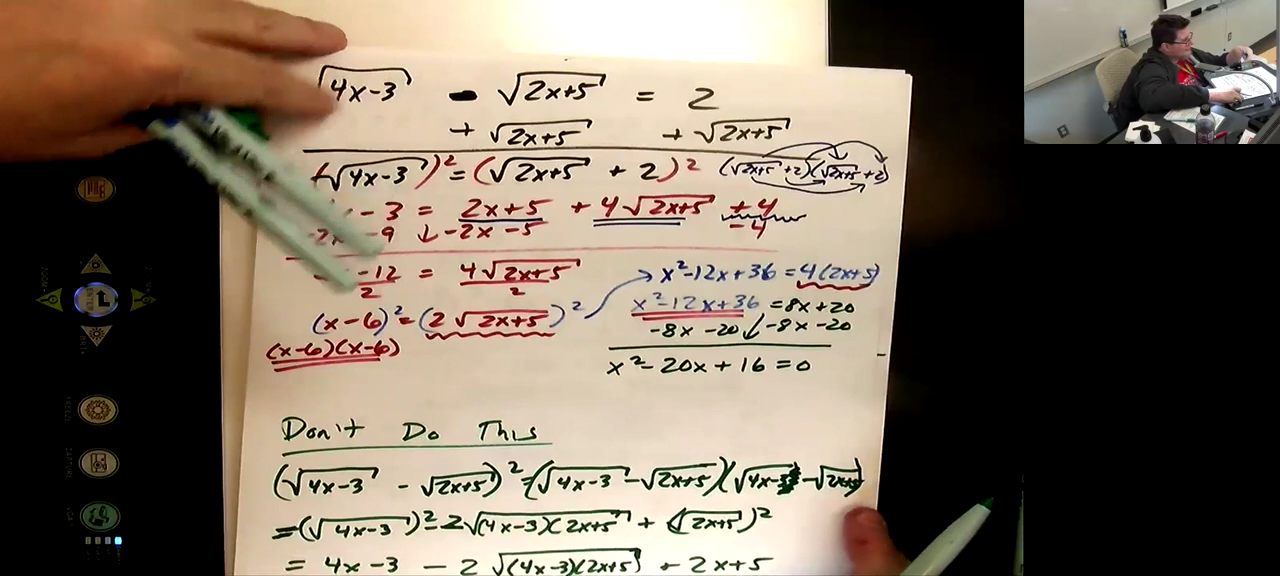 √(4x-3) - √(2x+5) = 2
+ √(2x+5) + √(2x+5)
(√(4x-3))² = (√(2x+5) + 2)² (√(2x+5) + 2)(√(2x+5) + 2)
- 3 = 2x+5 + 4√(2x+5) + 4
- 9 ↓ -2x - 5 - 4
-12 = 4√(2x+5)
2 2
(x-6)² = (2√(2x+5))²
(x-6)(x-6)
x²-12x+36 = 4(2x+5)
x²-12x+36 = 8x+20
-8x -20 ↓ -8x -20
x² - 20x + 16 = 0
Don't Do This
(√(4x-3) - √(2x+5))² = (√(4x-3) - √(2x+5))(√(4x-3) - √(2x+5))
= (√(4x-3))² - 2√((4x-3)(2x+5)) + (√(2x+5))²
= 4x-3 - 2√((4x-3)(2x+5)) + 2x+5